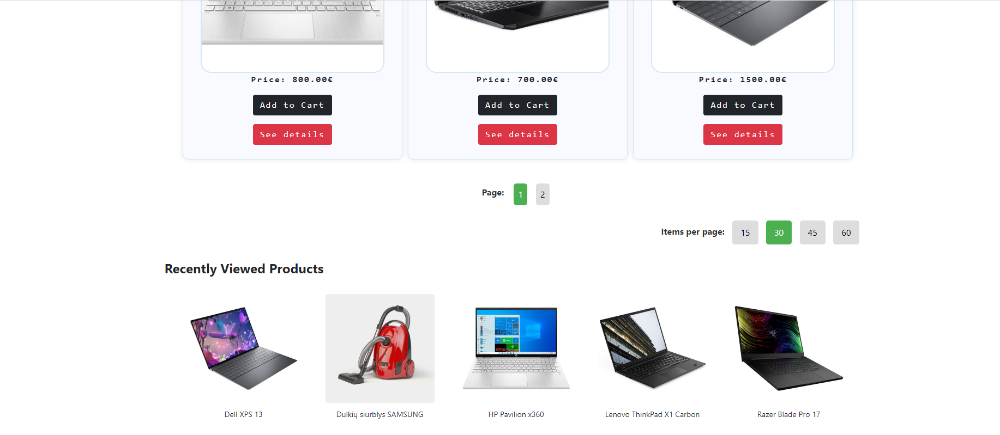 Price: 800.00€
Price: 700.00€
Price: 1500.00€
Add to Cart
Add to Cart
Add to Cart
See details
See details
See details
Page: 1 2
Items per page: 15 30 45 60
Recently Viewed Products
Dell XPS 13
Dulkių siurblys SAMSUNG
HP Pavilion x360
Lenovo ThinkPad X1 Carbon
Razer Blade Pro 17